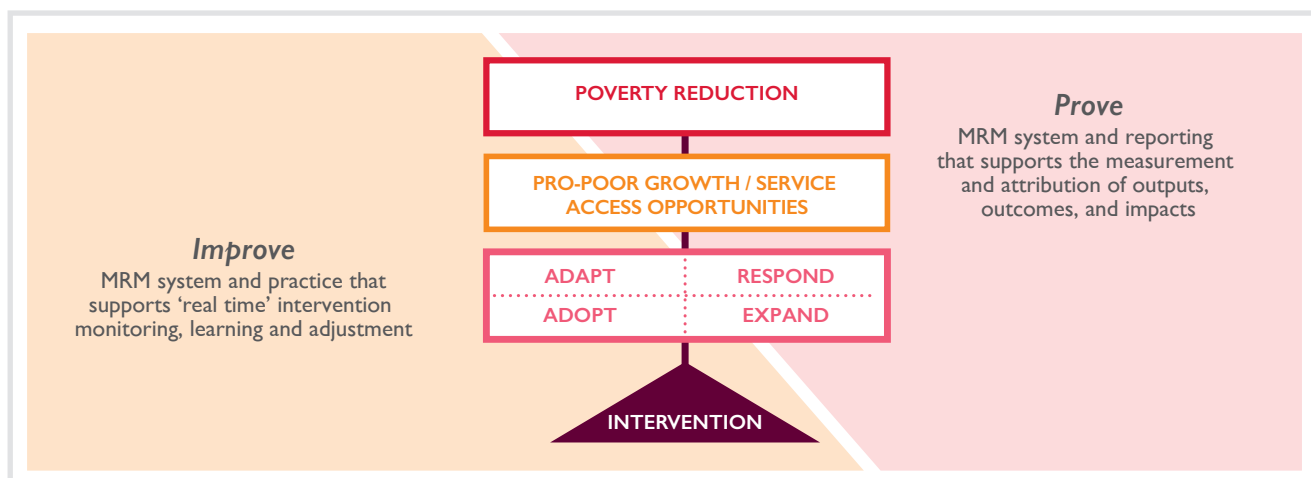 POVERTY REDUCTION
PRO-POOR GROWTH / SERVICE
ACCESS OPPORTUNITIES
ADAPT
RESPOND
ADOPT
EXPAND
INTERVENTION
Improve
MRM system and practice that
supports ‘real time’ intervention
monitoring, learning and adjustment
Prove
MRM system and reporting
that supports the measurement
and attribution of outputs,
outcomes, and impacts